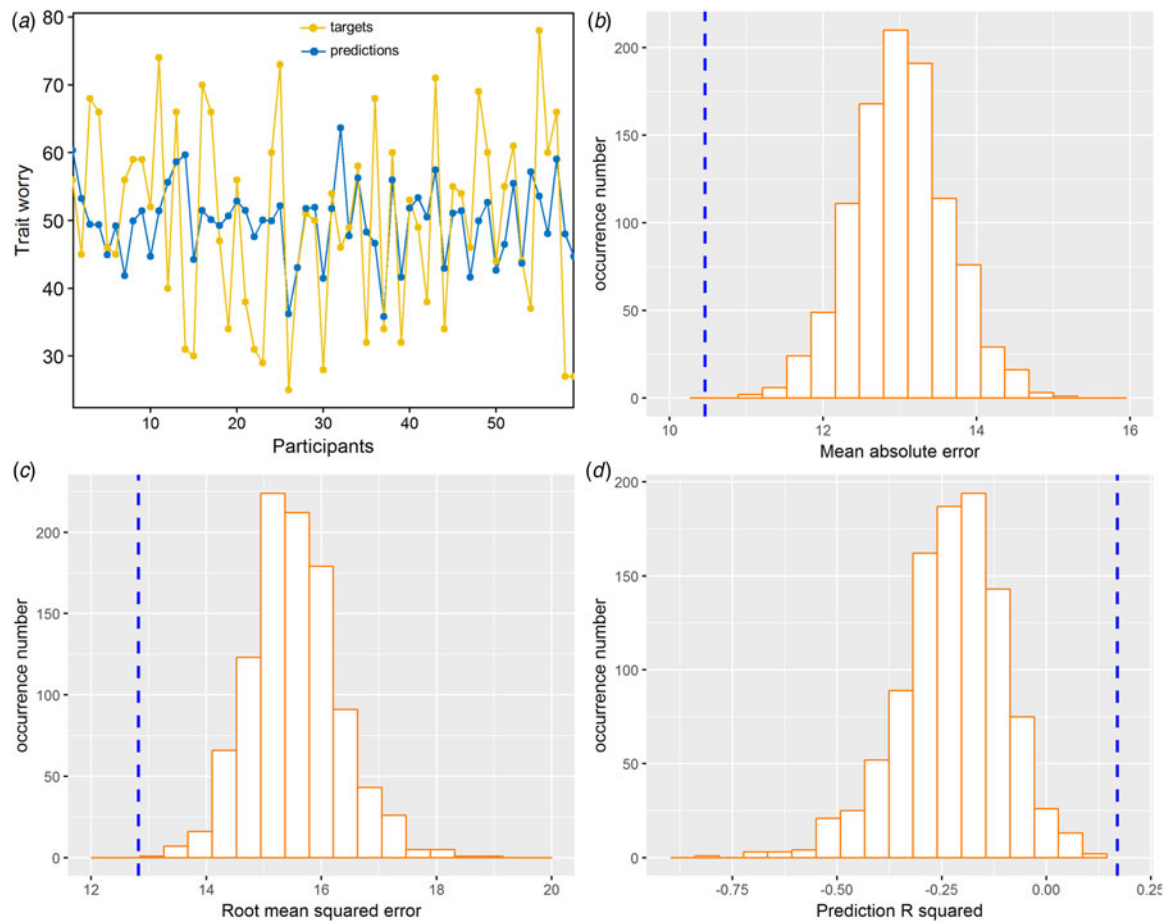 (a)
80
70
60
50
40
30
Trait worry
targets
predictions
10 20 30 40 50
Participants
(b)
200
150
100
50
0
occurrence number
10 12 14 16
Mean absolute error
(c)
200
150
100
50
0
occurrence number
12 14 16 18 20
Root mean squared error
(d)
200
150
100
50
0
occurrence number
-0.75 -0.50 -0.25 0.00 0.25
Prediction R squared